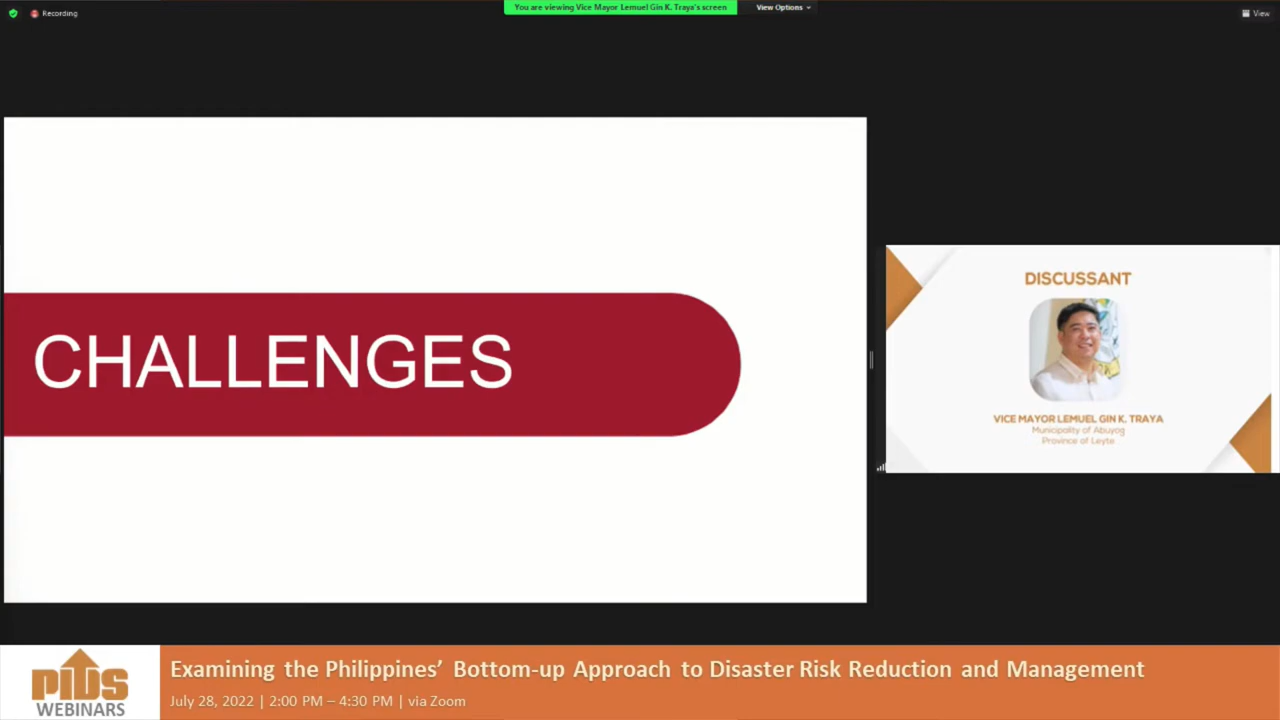 Recording
You are viewing Vice Mayor Lemuel Gin K. Traya's screen
View Options
View
CHALLENGES
DISCUSSANT
VICE MAYOR LEMUEL GIN K. TRAYA
Municipality of Abuyog
Province of Leyte
PIDS
WEBINARS
Examining the Philippines’ Bottom-up Approach to Disaster Risk Reduction and Management
July 28, 2022 | 2:00 PM – 4:30 PM | via Zoom